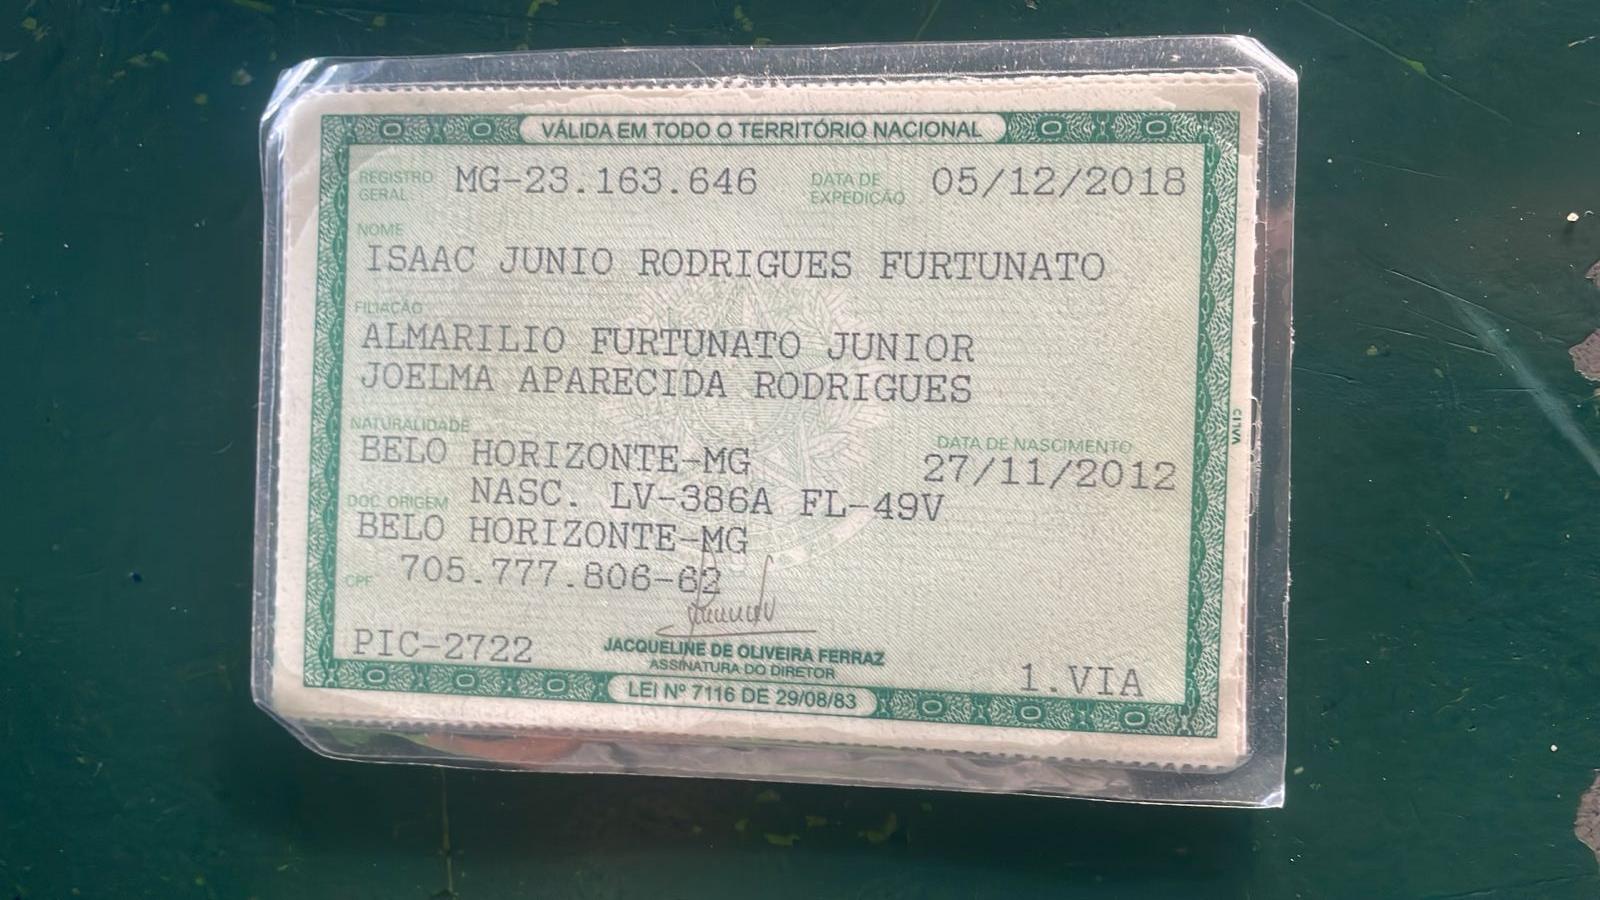 VÁLIDA EM TODO O TERRITÓRIO NACIONAL
REGISTRO GERAL MG-23.163.646 DATA DE EXPEDIÇÃO 05/12/2018
NOME
ISAAC JUNIO RODRIGUES FURTUNATO
FILIAÇÃO
ALMARILIO FURTUNATO JUNIOR
JOELMA APARECIDA RODRIGUES
NATURALIDADE DATA DE NASCIMENTO
BELO HORIZONTE-MG 27/11/2012
DOC ORIGEM NASC. LV-386A FL-49V
BELO HORIZONTE-MG
CPF 705.777.806-62
PIC-2722 JACQUELINE DE OLIVEIRA FERRAZ
ASSINATURA DO DIRETOR
1.VIA
LEI Nº 7116 DE 29/08/83